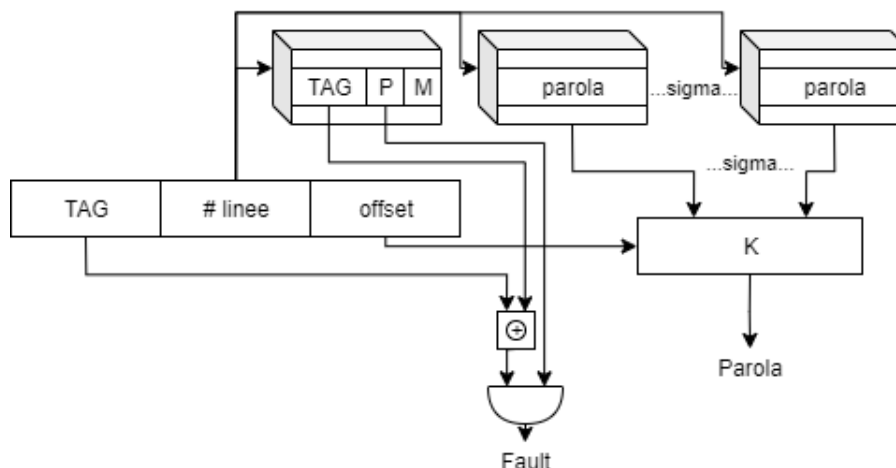 TAG P M
parola
...sigma...
parola
...sigma...
TAG
# linee
offset
K
Parola
Fault